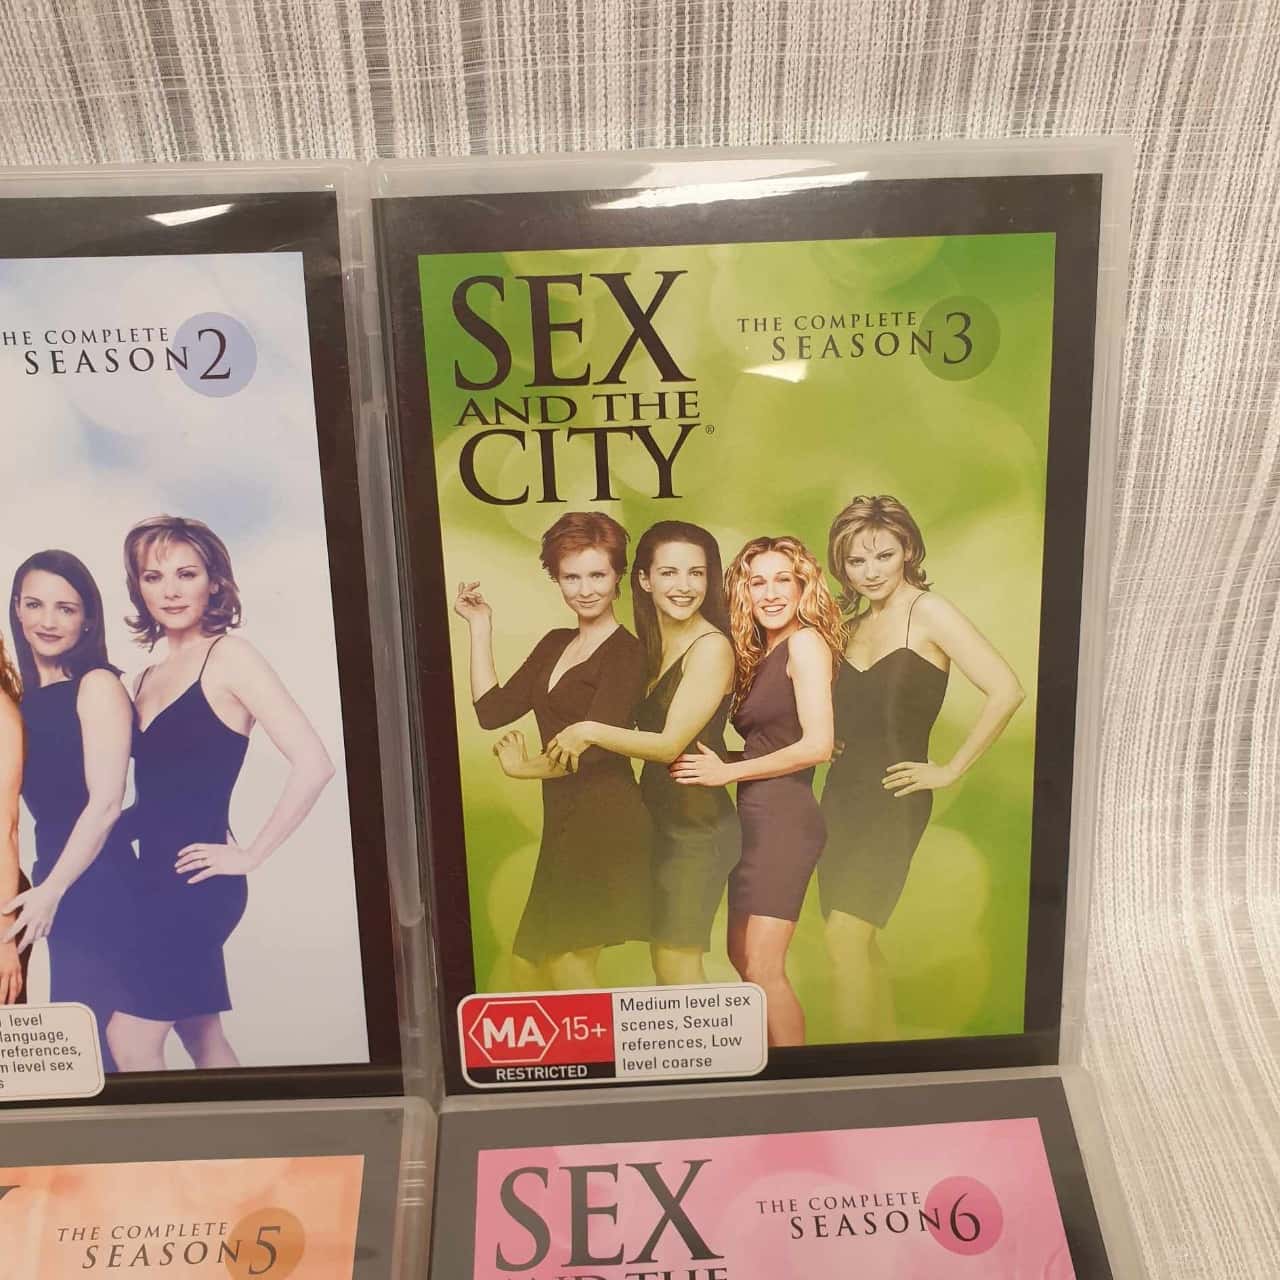 HE COMPLETE
SEASON 2
level
language,
references,
m level sex
s
SEX
AND THE
CITY®
THE COMPLETE
SEASON 3
MA 15+
RESTRICTED
Medium level sex
scenes, Sexual
references, Low
level coarse
THE COMPLETE
SEASON 5
SEX
AND THE
THE COMPLETE
SEASON 6